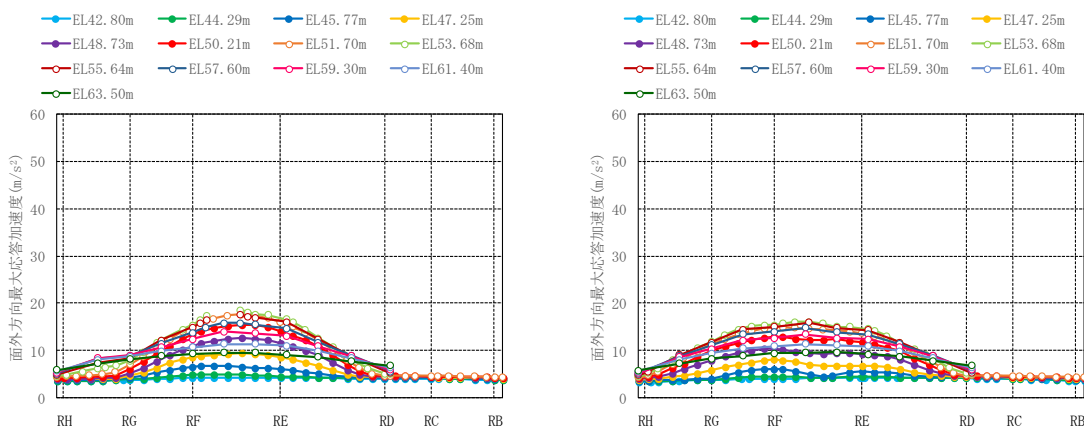 EL42.80m EL44.29m EL45.77m EL47.25m
EL48.73m EL50.21m EL51.70m EL53.68m
EL55.64m EL57.60m EL59.30m EL61.40m
EL63.50m
面外方向最大応答加速度(m/s²)
60
50
40
30
20
10
0
RH RG RF RE RD RC RB
EL42.80m EL44.29m EL45.77m EL47.25m
EL48.73m EL50.21m EL51.70m EL53.68m
EL55.64m EL57.60m EL59.30m EL61.40m
EL63.50m
面外方向最大応答加速度(m/s²)
60
50
40
30
20
10
0
RH RG RF RE RD RC RB